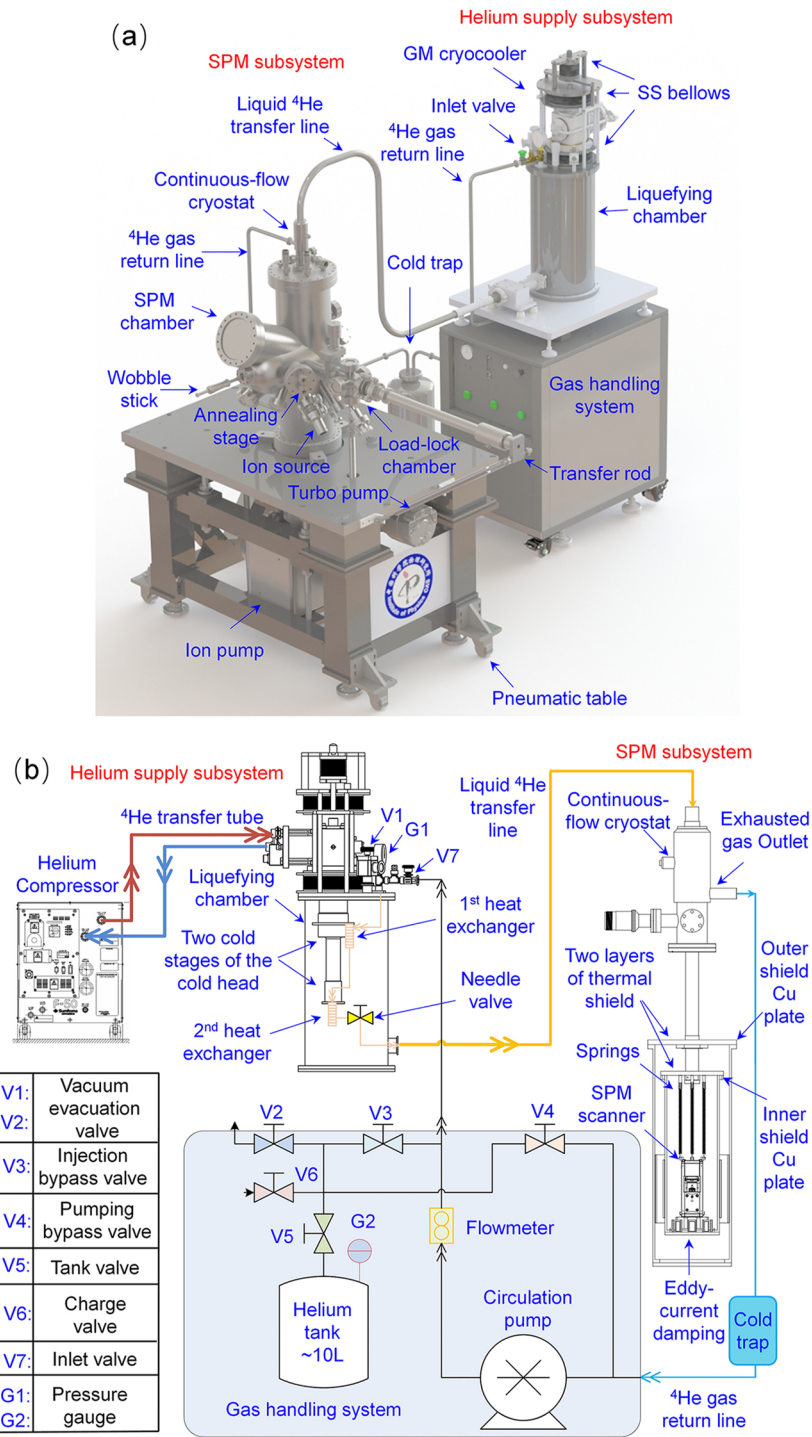 (a)
Helium supply subsystem
SPM subsystem
GM cryocooler
SS bellows
Liquid ⁴He
transfer line
Inlet valve
⁴He gas
return line
Continuous-flow
cryostat
Liquefying
chamber
⁴He gas
return line
Cold trap
SPM
chamber
Wobble
stick
Annealing
stage
Gas handling
system
Ion source
Load-lock
chamber
Transfer rod
Turbo pump
Ion pump
Pneumatic table
(b)
Helium supply subsystem
SPM subsystem
⁴He transfer tube
V1
G1
V7
Liquid ⁴He
transfer
line
Continuous-
flow
cryostat
Exhausted
gas Outlet
Helium
Compressor
Liquefying
chamber
1st heat
exchanger
Two cold
stages of the
cold head
Two layers
of thermal
shield
Outer
shield
Cu
plate
Needle
valve
2nd heat
exchanger
Springs
SPM
scanner
Inner
shield
Cu
plate
F-50
V1:
V2:
Vacuum
evacuation
valve
V3:
Injection
bypass valve
V4:
Pumping
bypass valve
V5:
Tank valve
V6:
Charge
valve
V7:
Inlet valve
G1:
G2:
Pressure
gauge
V2
V3
V4
V6
V5
G2
Flowmeter
Helium
tank
~10L
Circulation
pump
Eddy-
current
damping
Cold
trap
Gas handling system
⁴He gas
return line